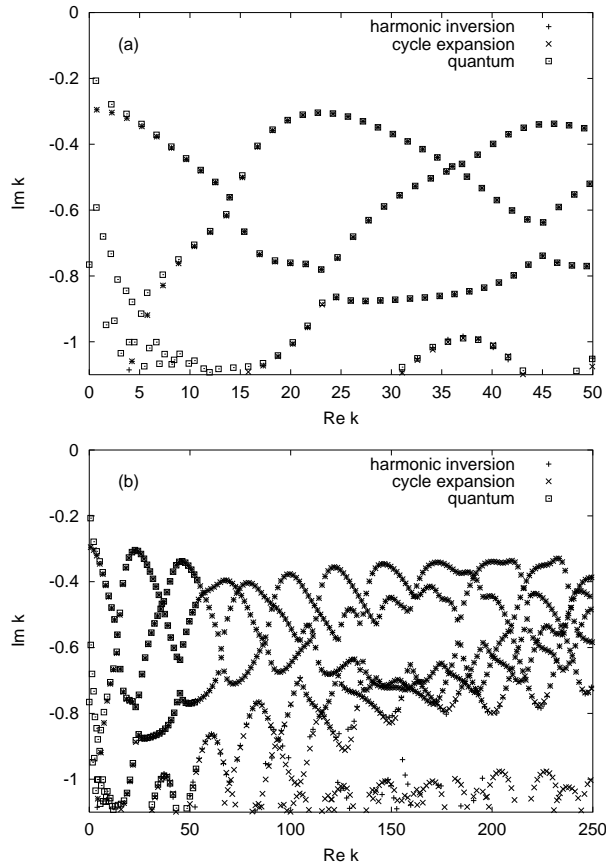 0
(a)
harmonic inversion
cycle expansion
quantum
-0.2
-0.4
-0.6
-0.8
-1
Im k
0 5 10 15 20 25 30 35 40 45 50
Re k
0
(b)
harmonic inversion
cycle expansion
quantum
-0.2
-0.4
-0.6
-0.8
-1
Im k
0 50 100 150 200 250
Re k